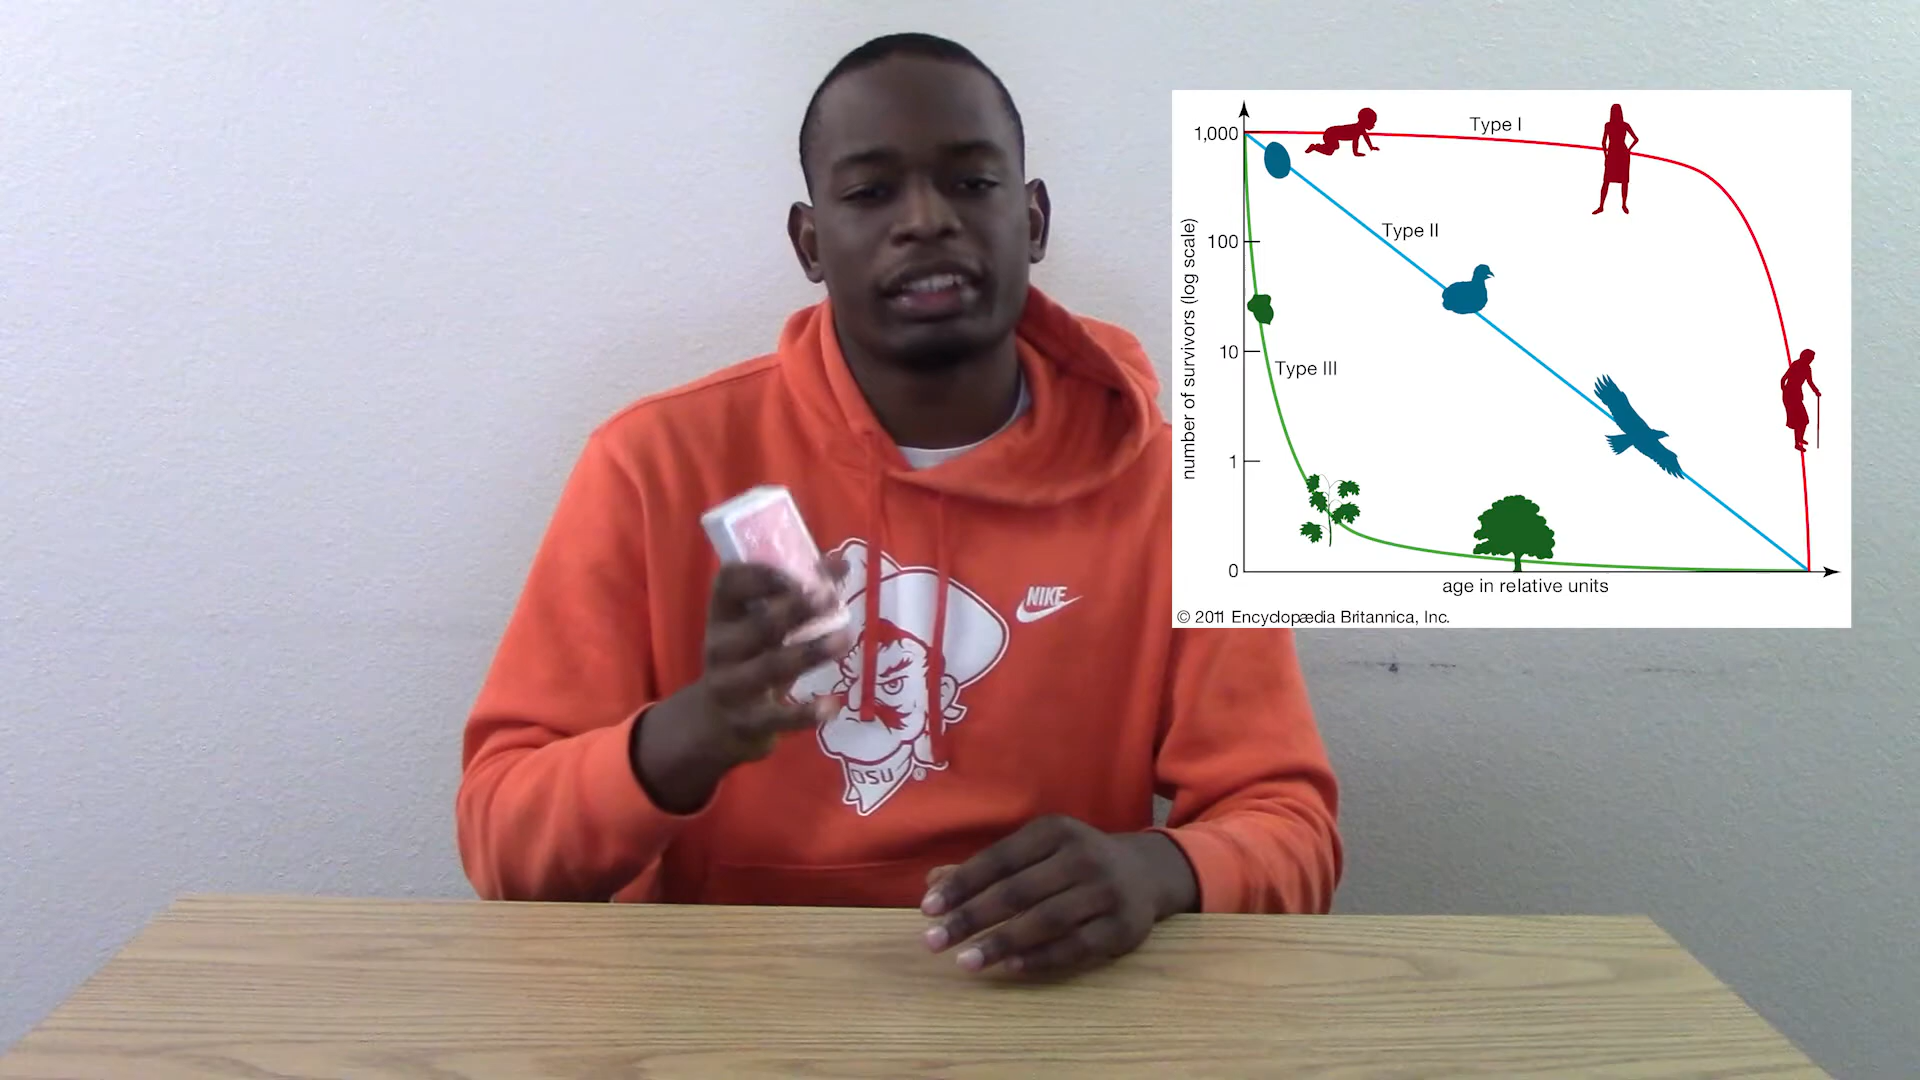 1,000
100
10
1
0
number of survivors (log scale)
Type I
Type II
Type III
age in relative units
© 2011 Encyclopædia Britannica, Inc.
NIKE
OSU
®